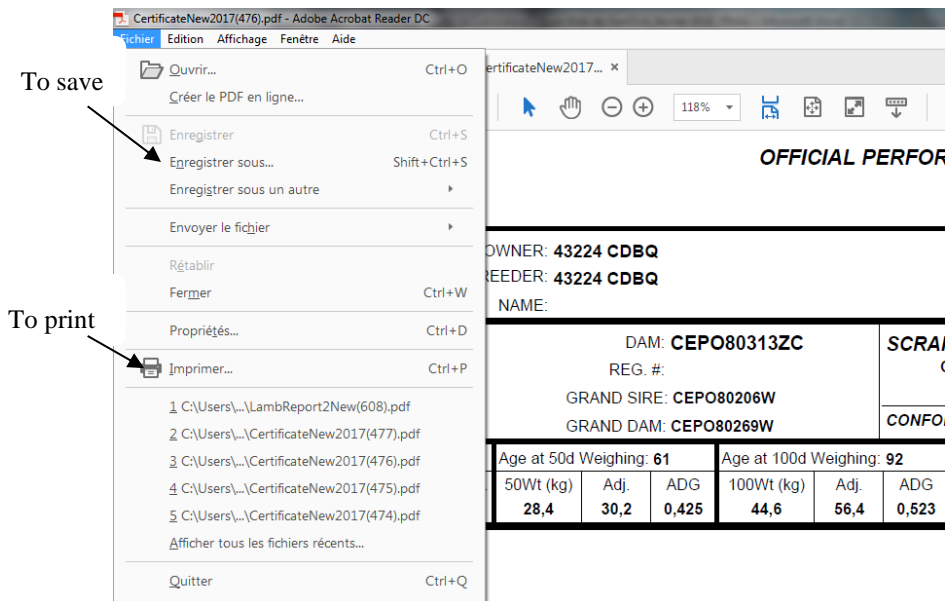 CertificateNew2017(476).pdf - Adobe Acrobat Reader DC
Fichier Edition Affichage Fenêtre Aide
ertificateNew2017... ×
118%
To save
Ouvrir... Ctrl+O
Créer le PDF en ligne...
Enregistrer Ctrl+S
Enregistrer sous... Shift+Ctrl+S
Enregistrer sous un autre
Envoyer le fichier
Rétablir
Fermer Ctrl+W
Propriétés... Ctrl+D
To print
Imprimer... Ctrl+P
1 C:\Users\...\LambReport2New(608).pdf
2 C:\Users\...\CertificateNew2017(477).pdf
3 C:\Users\...\CertificateNew2017(476).pdf
4 C:\Users\...\CertificateNew2017(475).pdf
5 C:\Users\...\CertificateNew2017(474).pdf
Afficher tous les fichiers récents...
Quitter Ctrl+Q
OFFICIAL PERFOR
OWNER: 43224 CDBQ
REEDER: 43224 CDBQ
NAME:
DAM: CEPO80313ZC
REG. #:
GRAND SIRE: CEPO80206W
GRAND DAM: CEPO80269W
SCRA
CONFO
Age at 50d Weighing: 61 Age at 100d Weighing: 92
50Wt (kg) Adj. ADG 100Wt (kg) Adj. ADG
28,4 30,2 0,425 44,6 56,4 0,523